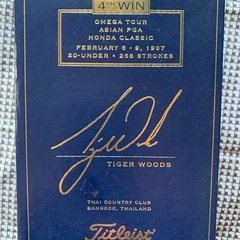 4TH WIN
OMEGA TOUR
ASIAN PGA
HONDA CLASSIC
FEBRUARY 6 - 9, 1997
20-UNDER • 268 STROKES
TIGER WOODS
THAI COUNTRY CLUB
BANGKOK, THAILAND
Titleist